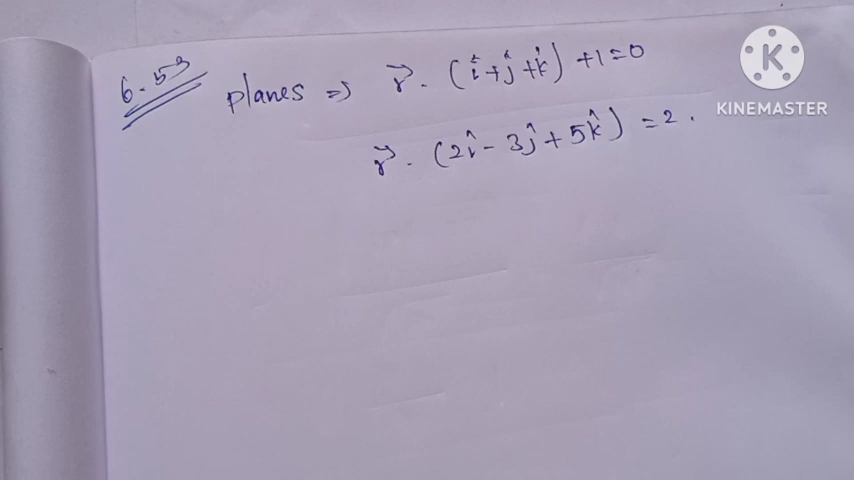 6.53
planes ⇒ r⃗ . (î + ĵ + k̂) + 1 = 0
r⃗ . (2î - 3ĵ + 5k̂) = 2 .
K
KINEMASTER